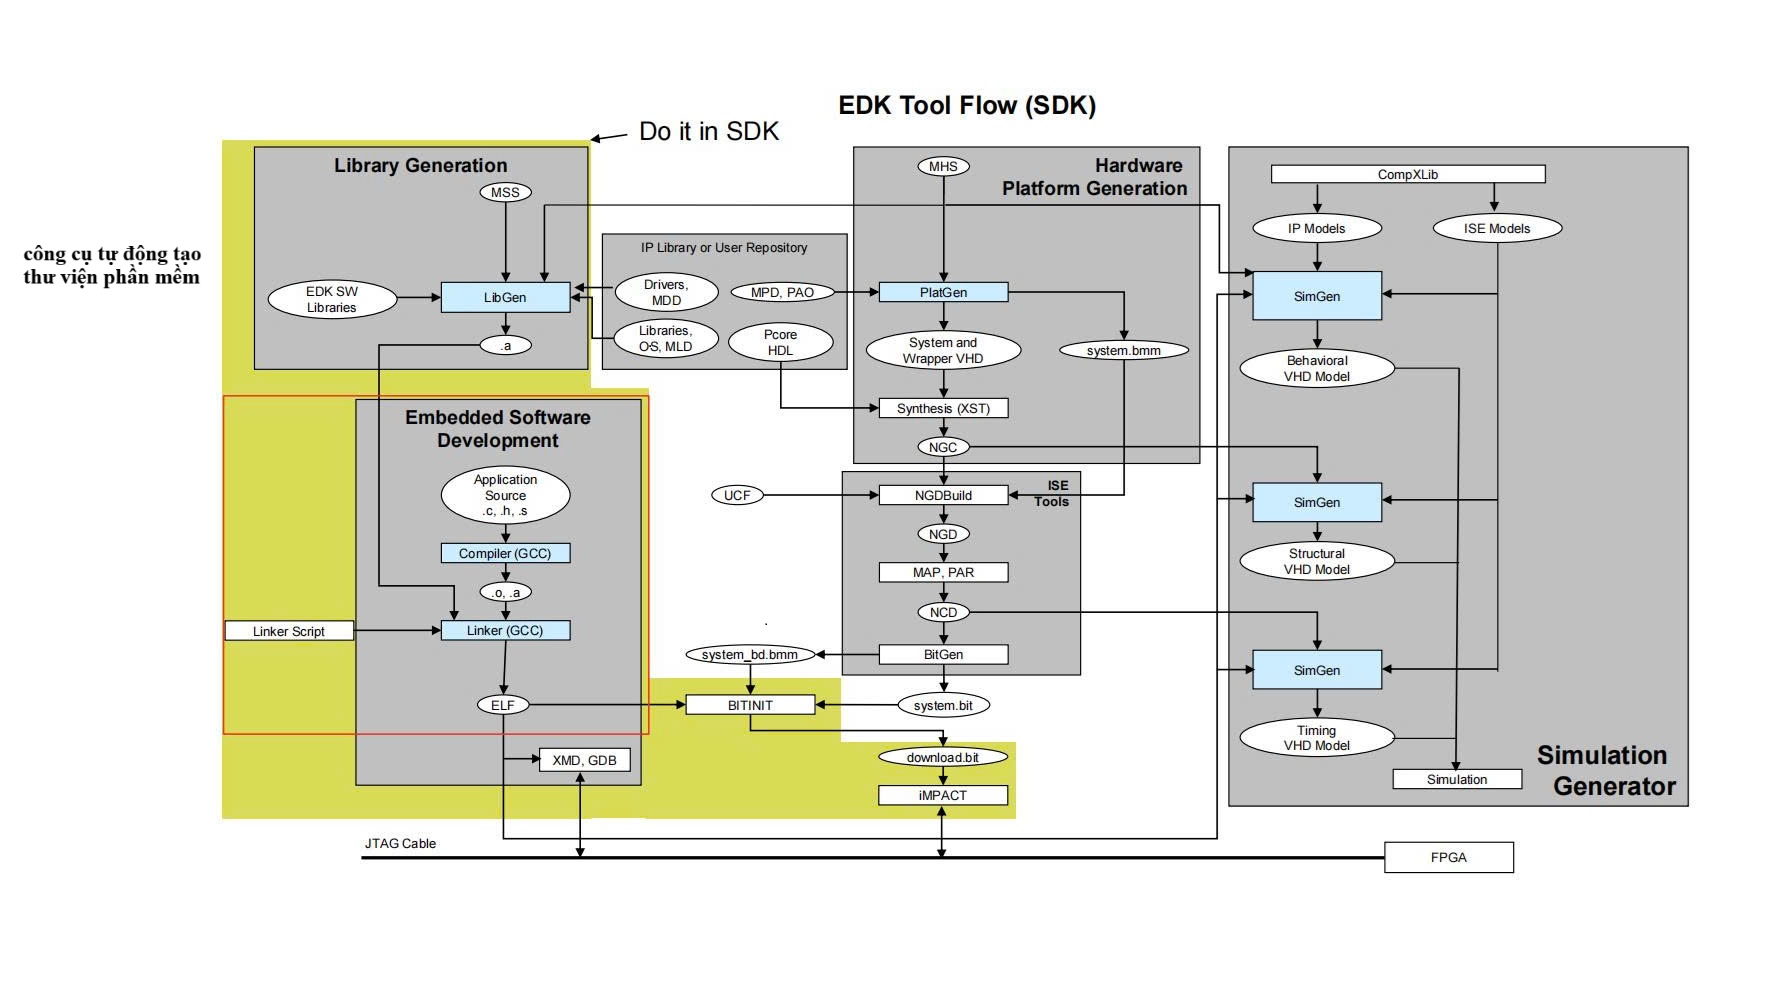 EDK Tool Flow (SDK)
Do it in SDK
công cụ tự động tạo
thư viện phần mềm
Library Generation
MSS
EDK SW
Libraries
LibGen
.a
IP Library or User Repository
Drivers,
MDD
Libraries,
OS, MLD
MPD, PAO
Pcore
HDL
Hardware
Platform Generation
MHS
PlatGen
System and
Wrapper VHD
system.bmm
Synthesis (XST)
NGC
Embedded Software
Development
Application
Source
.c, .h, .s
Compiler (GCC)
.o, .a
Linker Script
Linker (GCC)
ELF
XMD, GDB
ISE
Tools
UCF
NGDBuild
NGD
MAP, PAR
NCD
BitGen
system_bd.bmm
BITINIT
system.bit
download.bit
iMPACT
CompXLib
IP Models
ISE Models
SimGen
Behavioral
VHD Model
SimGen
Structural
VHD Model
SimGen
Timing
VHD Model
Simulation
Simulation
Generator
JTAG Cable
FPGA